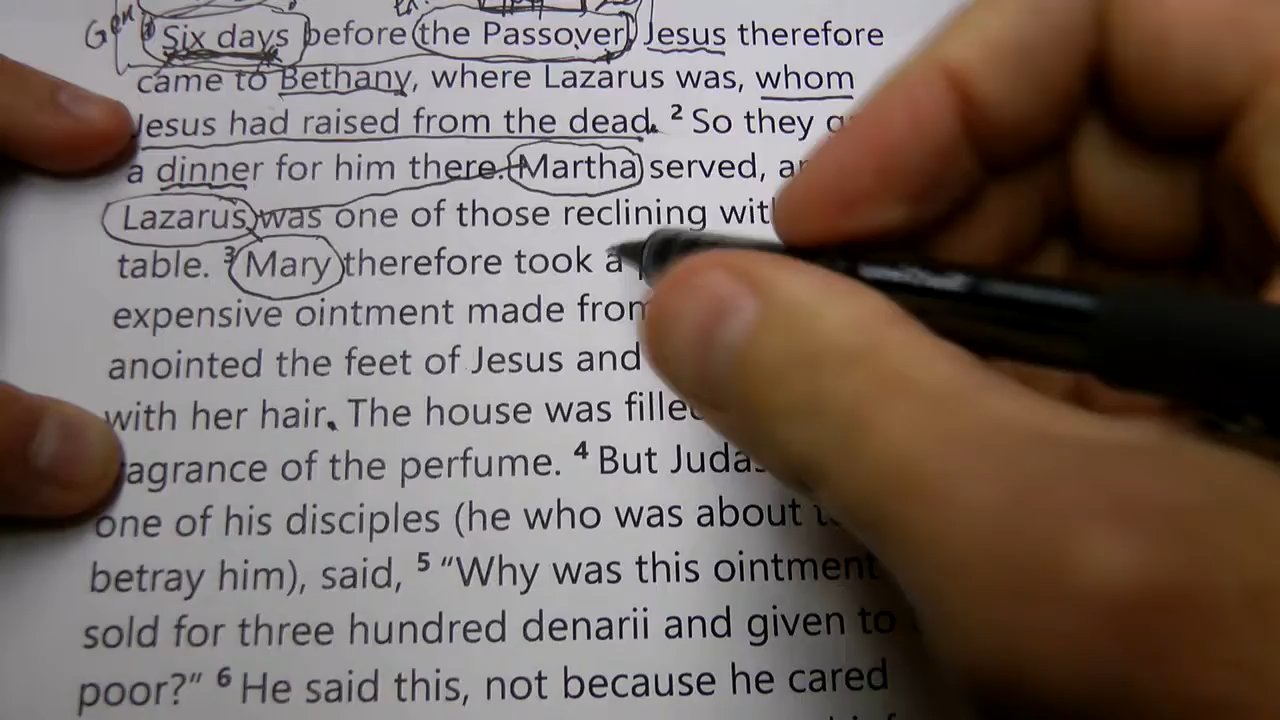 Gen Six days before the Passover Jesus therefore
came to Bethany, where Lazarus was, whom
Jesus had raised from the dead. 2 So they
a dinner for him there. Martha served,
Lazarus was one of those reclining
table. 3 Mary therefore took a
expensive ointment made from
anointed the feet of Jesus and
with her hair. The house was filled
agrance of the perfume. 4 But Judas
one of his disciples (he who was about
betray him), said, 5 “Why was this ointment
sold for three hundred denarii and given to
poor?” 6 He said this, not because he cared